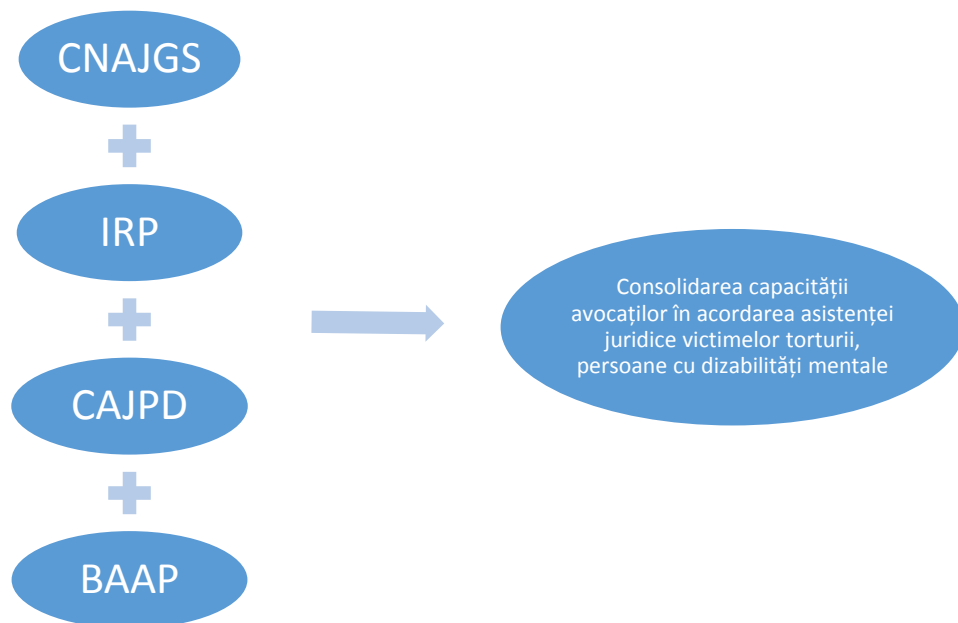 CNAJGS
IRP
CAJPD
BAAP
Consolidarea capacității
avocaților în acordarea asistenței
juridice victimelor torturii,
persoane cu dizabilități mentale